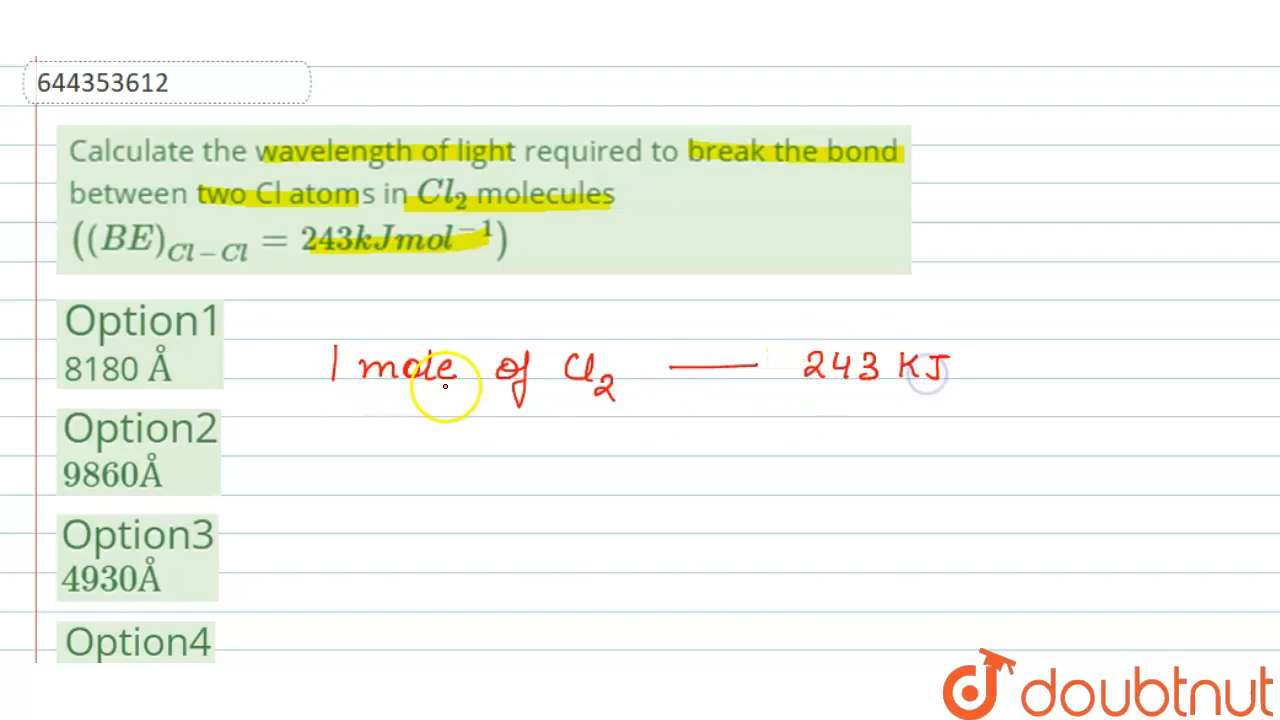 644353612
Calculate the wavelength of light required to break the bond
between two Cl atoms in Cl₂ molecules
((BE)Cl−Cl = 243kJmol⁻¹)
Option1
8180 Å
1 mole of Cl₂ — 243 KJ
Option2
9860Å
Option3
4930Å
Option4
doubtnut